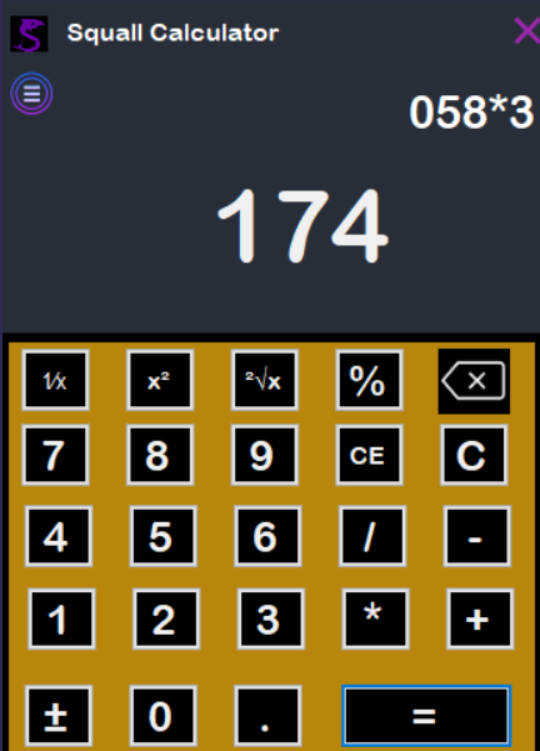 Squall Calculator
058*3
174
1/x x² ²√x %
7 8 9 CE C
4 5 6 / -
1 2 3 * +
± 0 . =